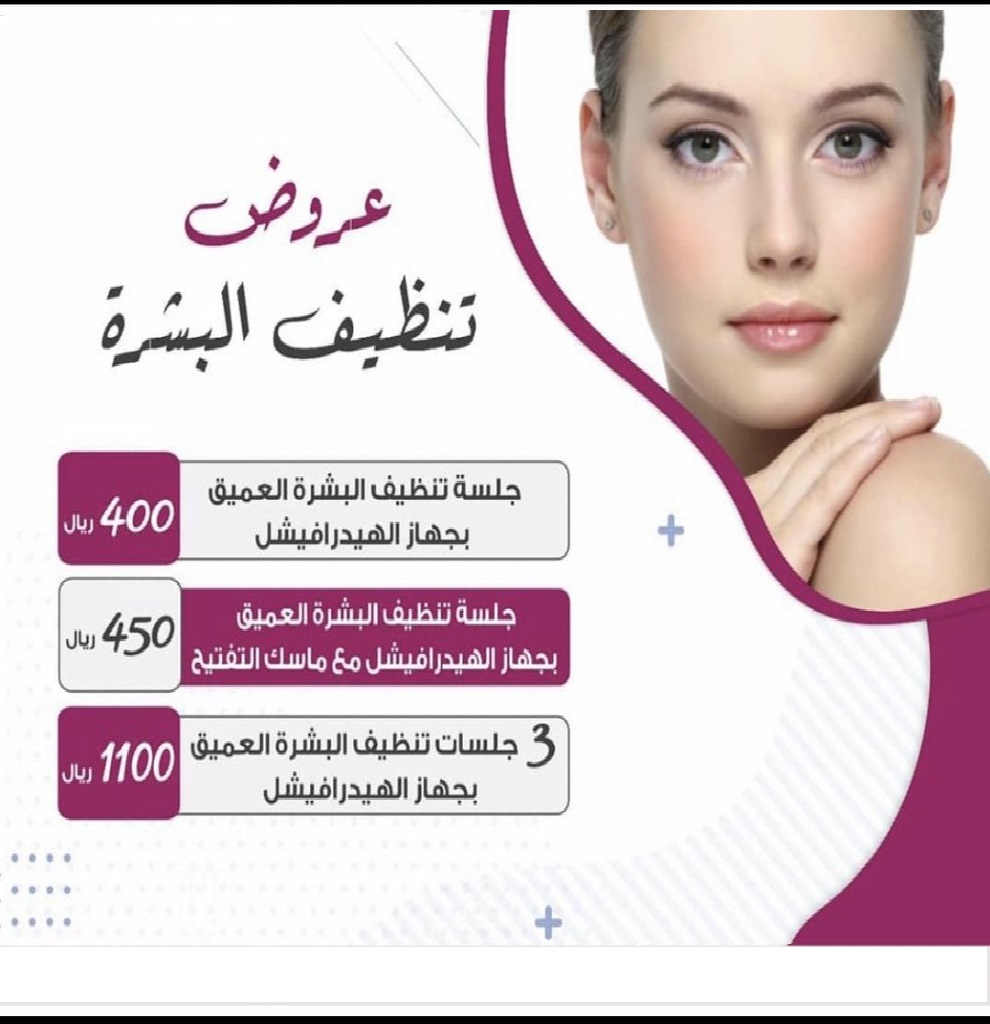 عروض
تنظيف البشرة
جلسة تنظيف البشرة العميق
بجهاز الهيدرافيشل
400 ريال
جلسة تنظيف البشرة العميق
بجهاز الهيدرافيشل مع ماسك التفتيح
450 ريال
3 جلسات تنظيف البشرة العميق
بجهاز الهيدرافيشل
1100 ريال